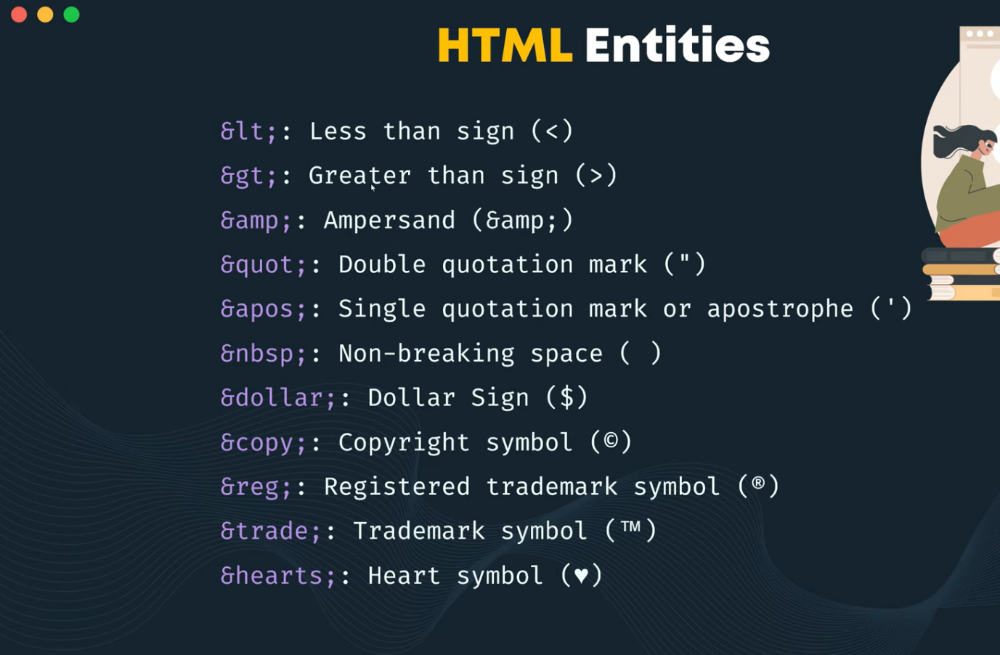 HTML Entities
&lt;: Less than sign (<)
&gt;: Greater than sign (>)
&amp;: Ampersand (&amp;)
&quot;: Double quotation mark (")
&apos;: Single quotation mark or apostrophe (')
&nbsp;: Non-breaking space ( )
&dollar;: Dollar Sign ($)
&copy;: Copyright symbol (©)
&reg;: Registered trademark symbol (®)
&trade;: Trademark symbol (™)
&hearts;: Heart symbol (♥)